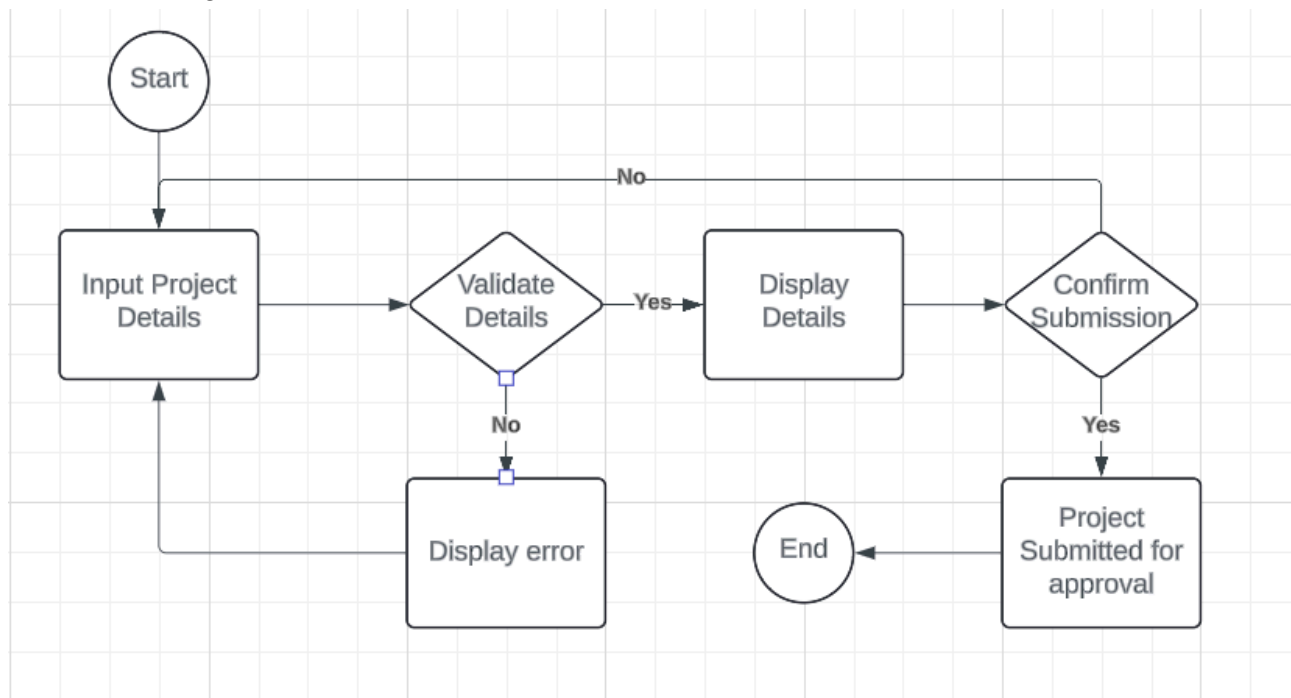 Start
No
Input Project
Details
Validate
Details
Yes
Display
Details
Confirm
Submission
No
Yes
Display error
End
Project
Submitted for
approval